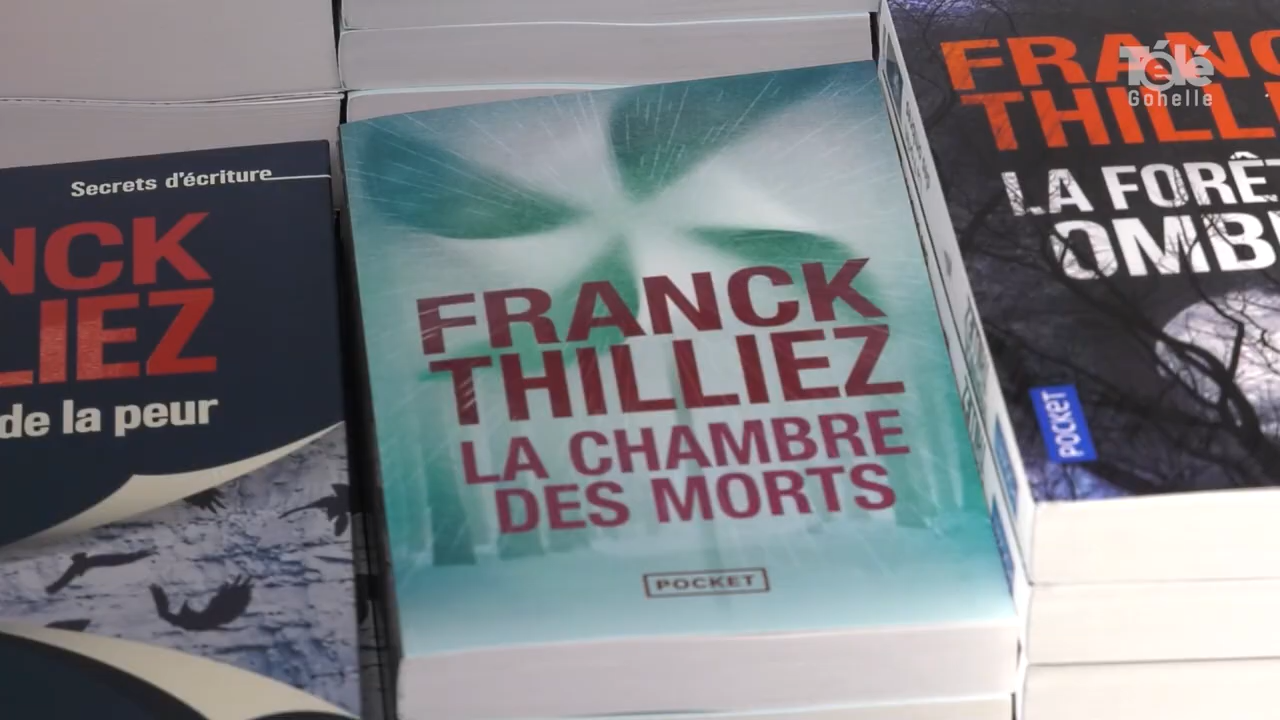 Secrets d'écriture
NCK
LIEZ
de la peur
FRANCK
THILLIEZ
LA CHAMBRE
DES MORTS
POCKET
FRANC
THILL
LA FORÊT
OMB
POCKET
Télé
Gohelle